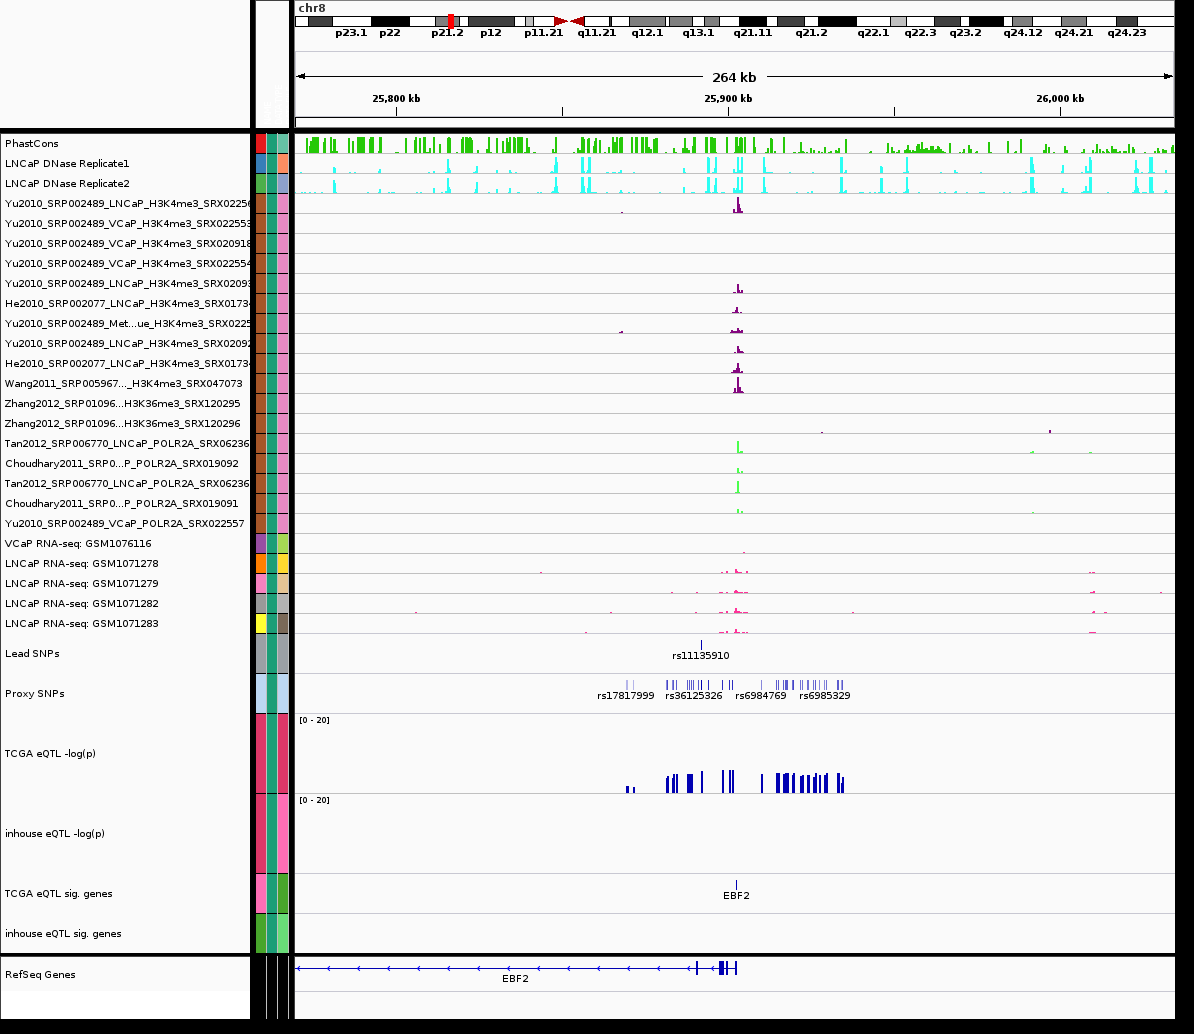 chr8
p23.1 p22 p21.2 p12 p11.21 q11.21 q12.1 q13.1 q21.11 q21.2 q22.1 q22.3 q23.2 q24.12 q24.21 q24.23
264 kb
25,800 kb 25,900 kb 26,000 kb
PhastCons
LNCaP DNase Replicate1
LNCaP DNase Replicate2
Yu2010_SRP002489_LNCaP_H3K4me3_SRX02250
Yu2010_SRP002489_VCaP_H3K4me3_SRX022553
Yu2010_SRP002489_VCaP_H3K4me3_SRX020918
Yu2010_SRP002489_VCaP_H3K4me3_SRX022554
Yu2010_SRP002489_LNCaP_H3K4me3_SRX02093
He2010_SRP002077_LNCaP_H3K4me3_SRX0173
Yu2010_SRP002489_Met...ue_H3K4me3_SRX0225
Yu2010_SRP002489_LNCaP_H3K4me3_SRX02092
He2010_SRP002077_LNCaP_H3K4me3_SRX0173
Wang2011_SRP005967..._H3K4me3_SRX047073
Zhang2012_SRP01096...H3K36me3_SRX120295
Zhang2012_SRP01096...H3K36me3_SRX120296
Tan2012_SRP006770_LNCaP_POLR2A_SRX06236
Choudhary2011_SRP0...P_POLR2A_SRX019092
Tan2012_SRP006770_LNCaP_POLR2A_SRX06236
Choudhary2011_SRP0...P_POLR2A_SRX019091
Yu2010_SRP002489_VCaP_POLR2A_SRX022557
VCaP RNA-seq: GSM1076116
LNCaP RNA-seq: GSM1071278
LNCaP RNA-seq: GSM1071279
LNCaP RNA-seq: GSM1071282
LNCaP RNA-seq: GSM1071283
Lead SNPs
rs11135910
Proxy SNPs
rs17817999 rs36125326 rs6984769 rs6985329
[0 - 20]
TCGA eQTL -log(p)
[0 - 20]
inhouse eQTL -log(p)
TCGA eQTL sig. genes
EBF2
inhouse eQTL sig. genes
RefSeq Genes
EBF2